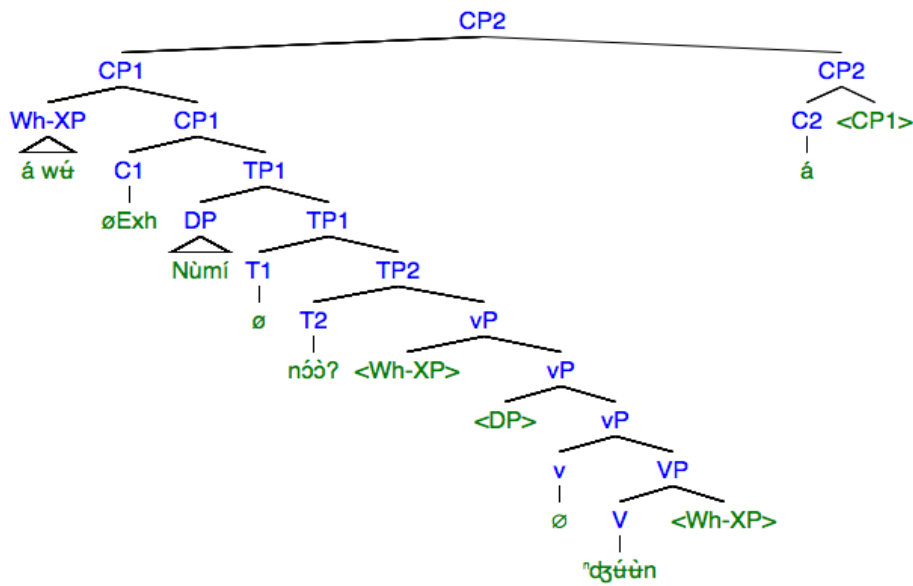 CP2
CP1 CP2
Wh-XP CP1 C2 <CP1>
á wʉ́ C1 TP1 á
øExh DP TP1
Nùmí T1 TP2
ø T2 vP
nɔ́ɔ̀? <Wh-XP> vP
<DP> vP
v VP
∅ V <Wh-XP>
ⁿʤʉ́ʉ̀n